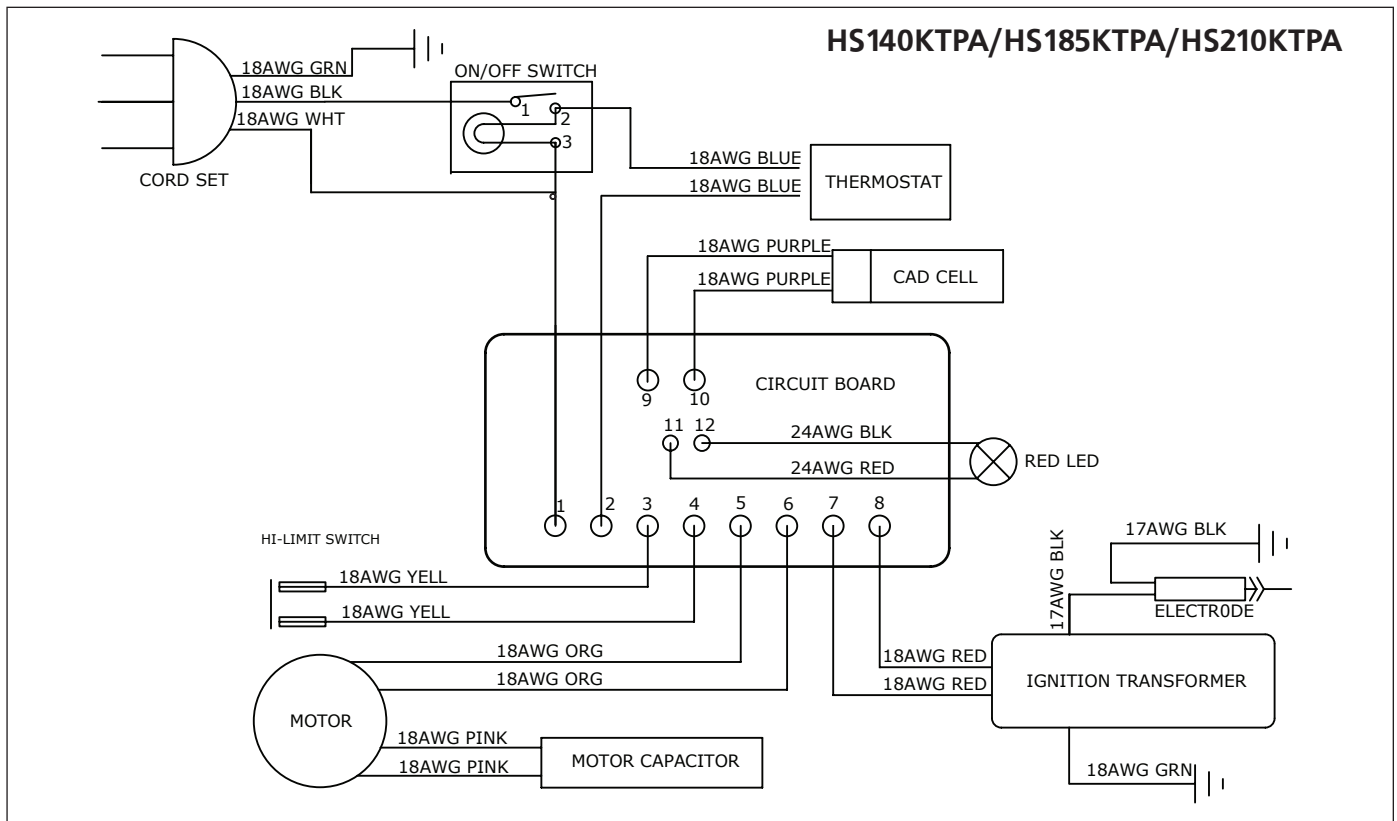 HS140KTPA/HS185KTPA/HS210KTPA
18AWG GRN
18AWG BLK
18AWG WHT
CORD SET
ON/OFF SWITCH
1
2
3
18AWG BLUE
18AWG BLUE
THERMOSTAT
18AWG PURPLE
18AWG PURPLE
CAD CELL
CIRCUIT BOARD
9
10
11
12
24AWG BLK
24AWG RED
RED LED
1
2
3
4
5
6
7
8
HI-LIMIT SWITCH
18AWG YELL
18AWG YELL
18AWG ORG
18AWG ORG
MOTOR
18AWG PINK
18AWG PINK
MOTOR CAPACITOR
17AWG BLK
17AWG BLK
ELECTR0DE
18AWG RED
18AWG RED
IGNITION TRANSFORMER
18AWG GRN